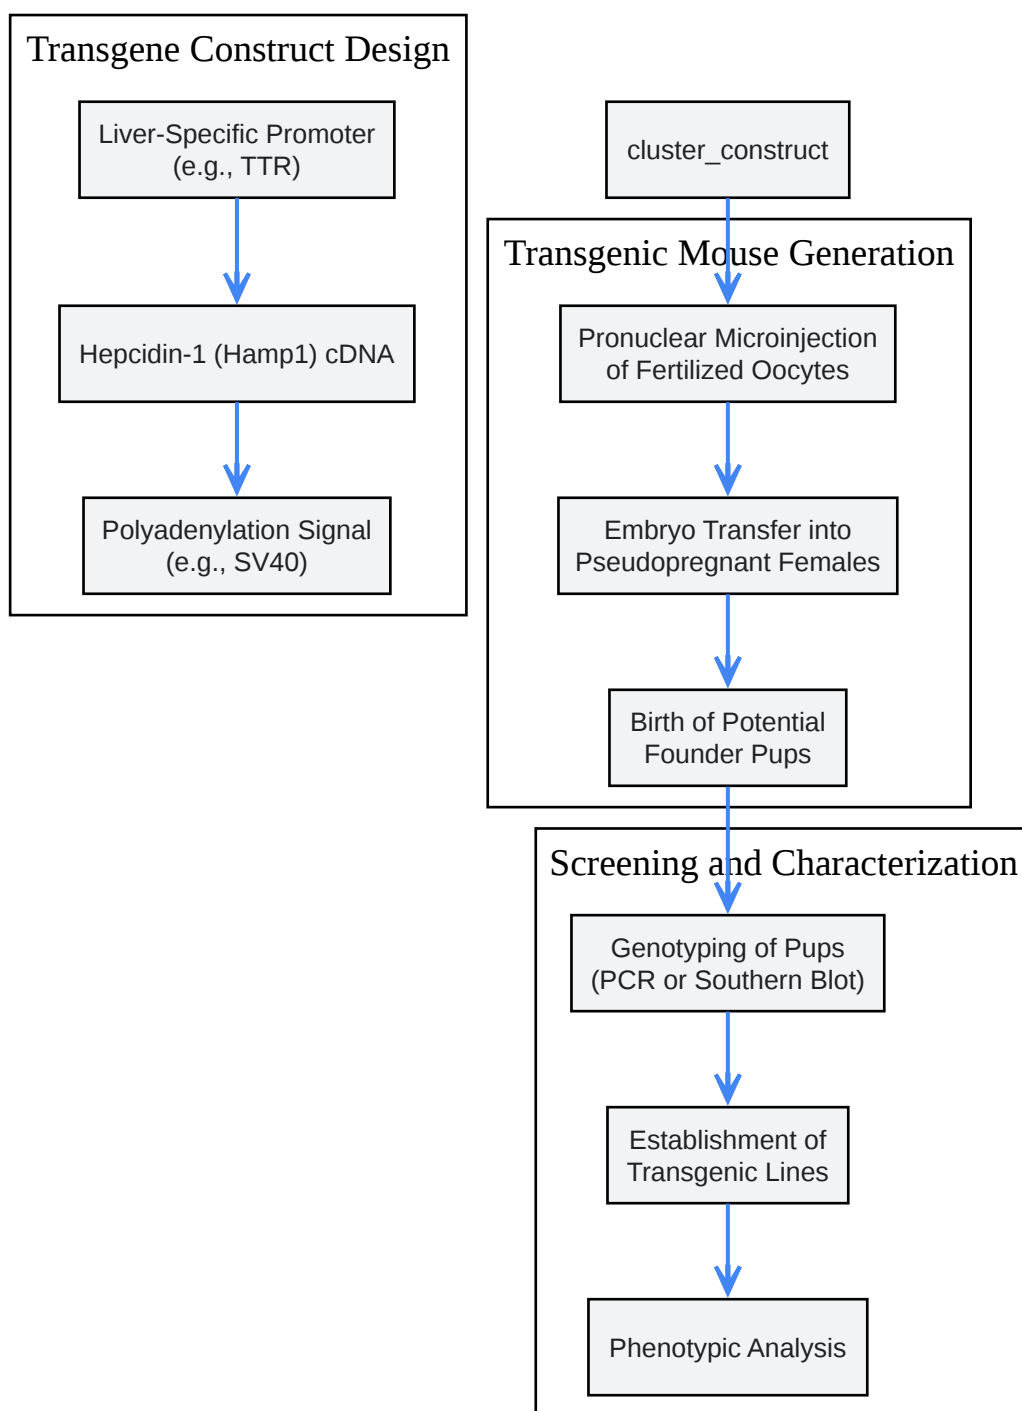 Transgene Construct Design
Liver-Specific Promoter
(e.g., TTR)
Hepcidin-1 (Hamp1) cDNA
Polyadenylation Signal
(e.g., SV40)
cluster_construct
Transgenic Mouse Generation
Pronuclear Microinjection
of Fertilized Oocytes
Embryo Transfer into
Pseudopregnant Females
Birth of Potential
Founder Pups
Screening and Characterization
Genotyping of Pups
(PCR or Southern Blot)
Establishment of
Transgenic Lines
Phenotypic Analysis